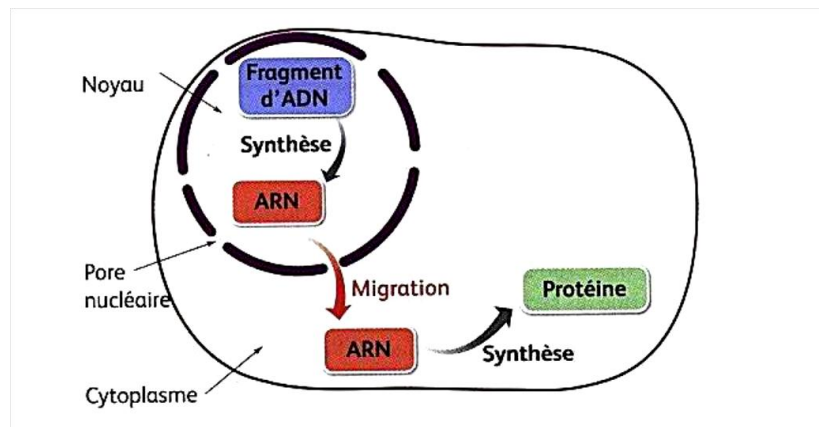 Noyau
Fragment
d'ADN
Synthèse
ARN
Pore
nucléaire
Migration
Protéine
ARN
Synthèse
Cytoplasme